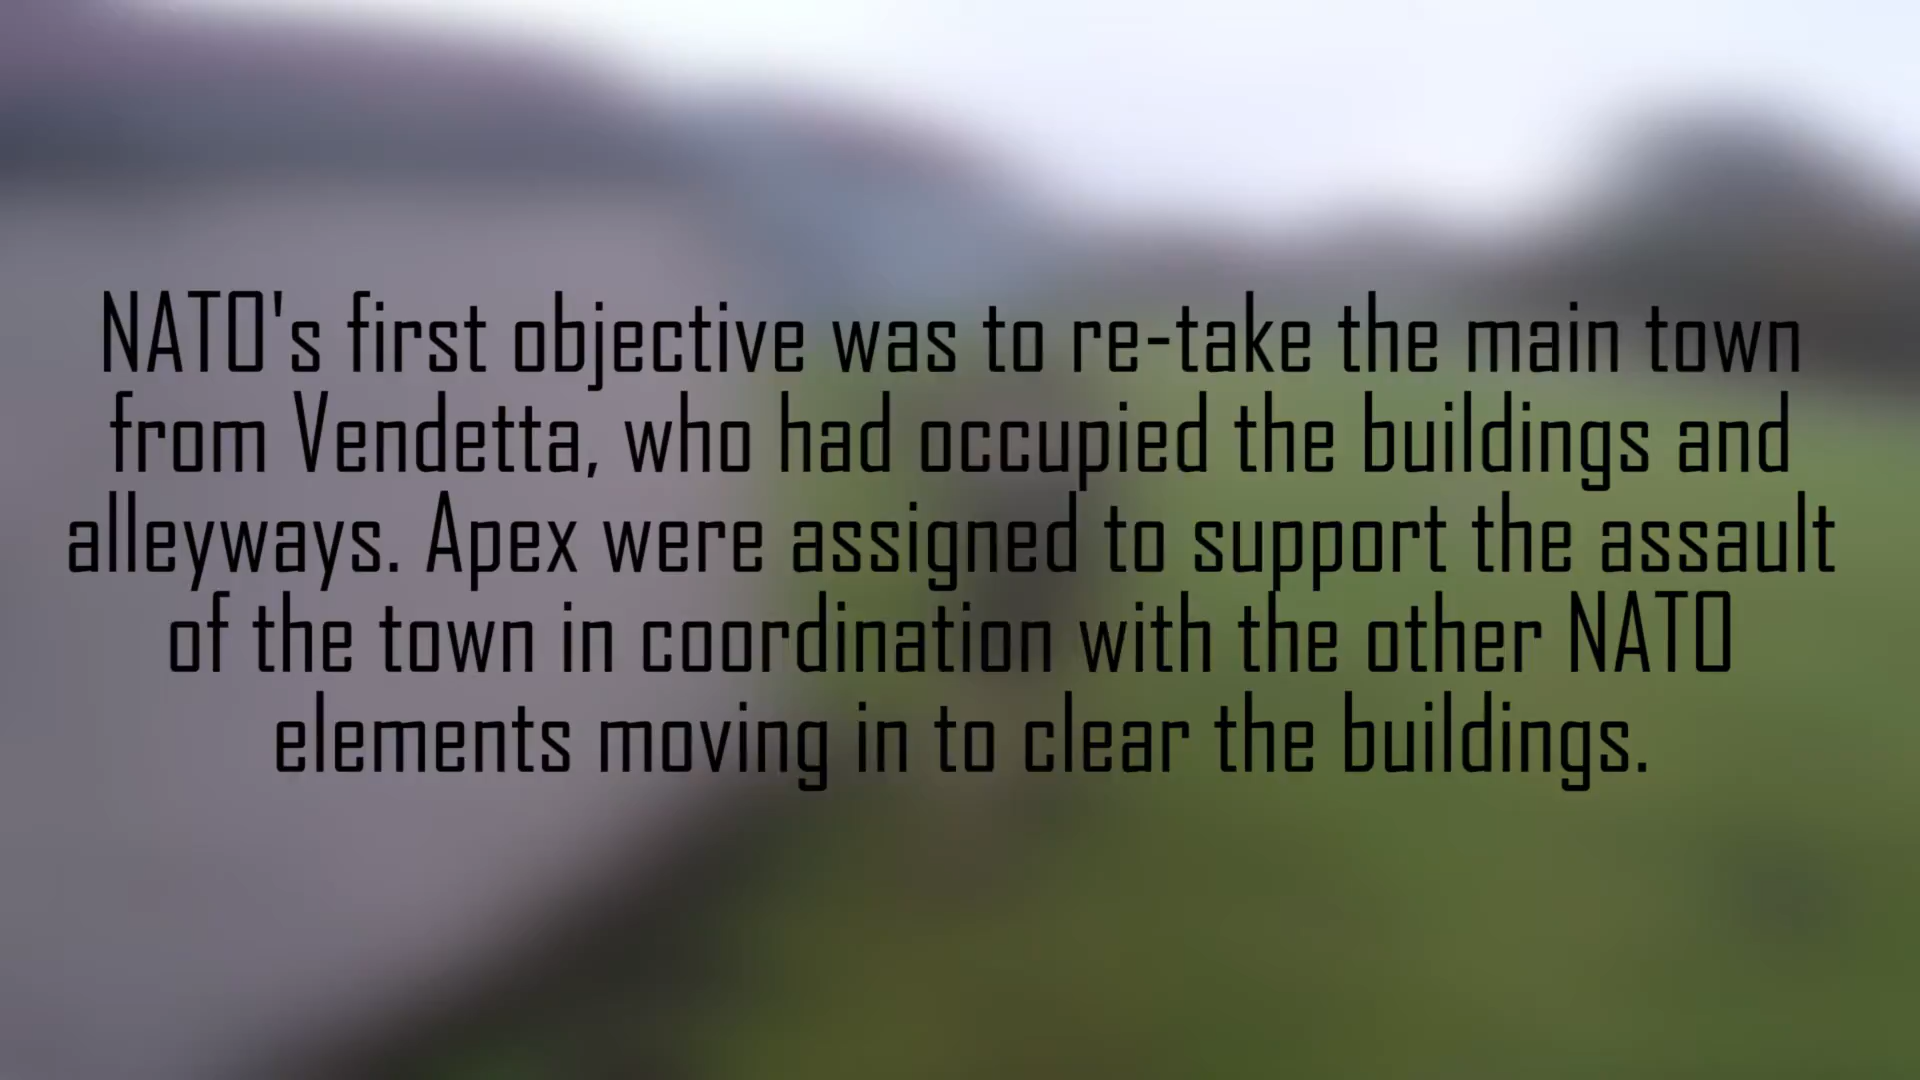 NATO's first objective was to re-take the main town
from Vendetta, who had occupied the buildings and
alleyways. Apex were assigned to support the assault
of the town in coordination with the other NATO
elements moving in to clear the buildings.